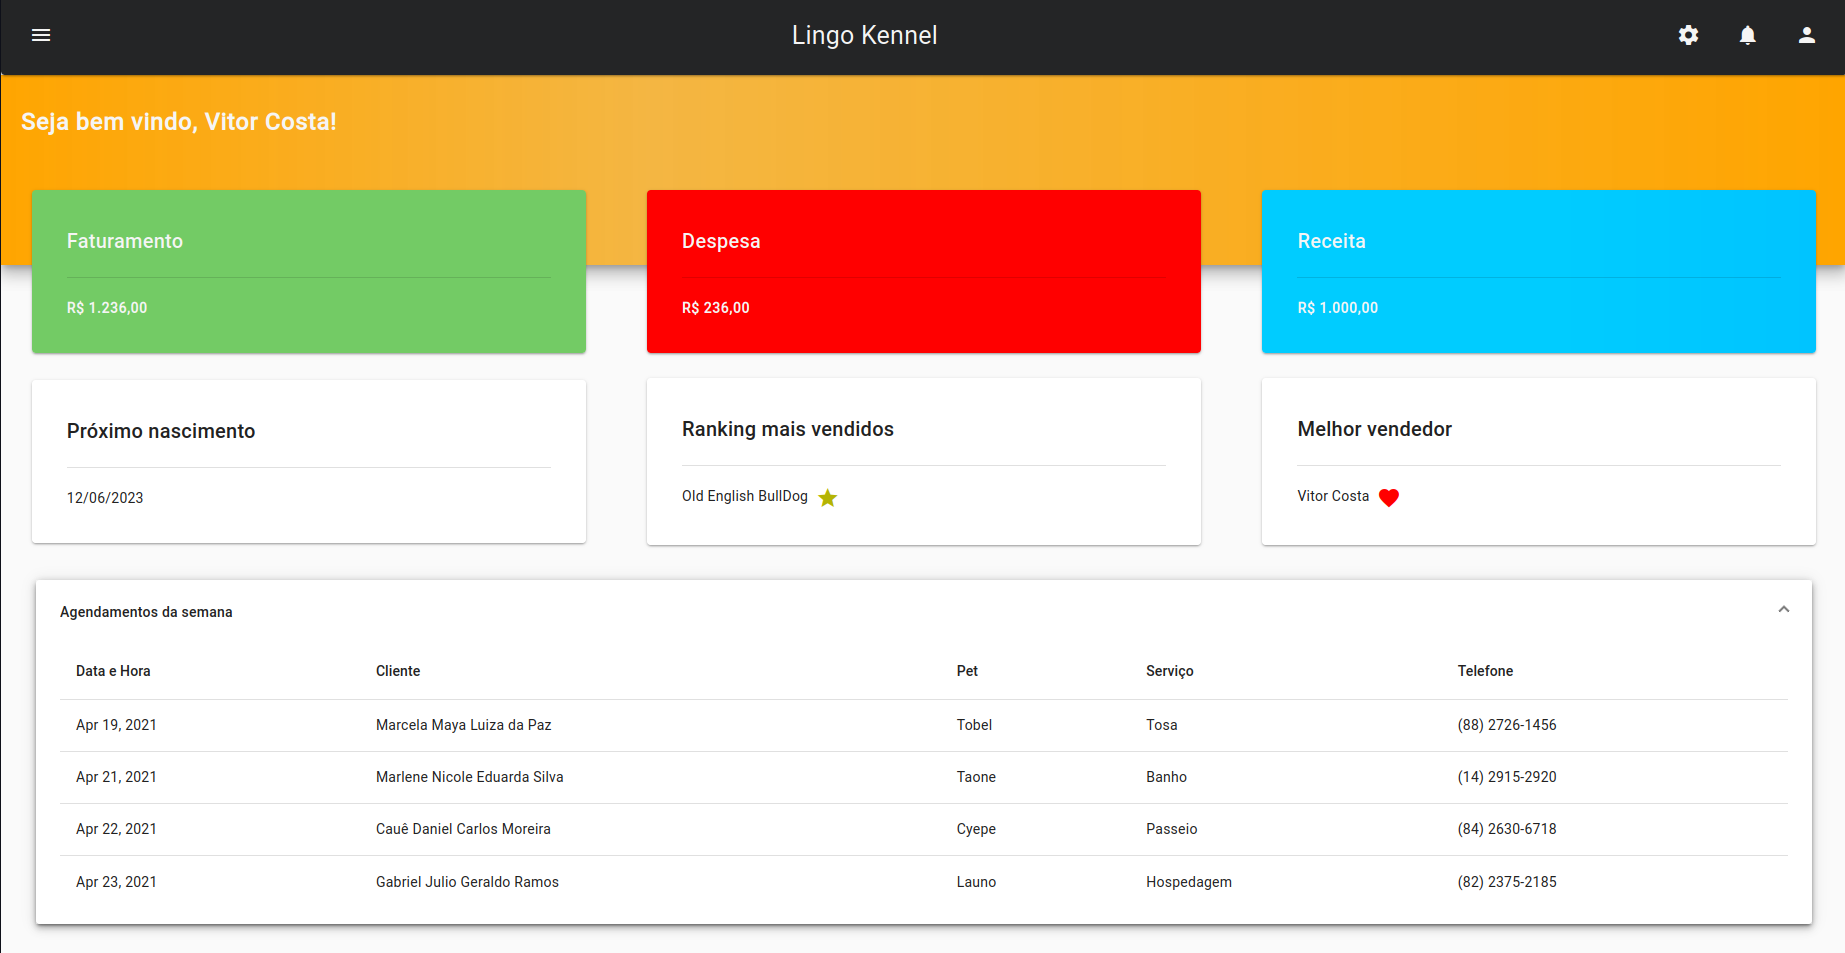 Lingo Kennel
Seja bem vindo, Vitor Costa!
Faturamento
R$ 1.236,00
Despesa
R$ 236,00
Receita
R$ 1.000,00
Próximo nascimento
12/06/2023
Ranking mais vendidos
Old English BullDog
Melhor vendedor
Vitor Costa
Agendamentos da semana
Data e Hora Cliente Pet Serviço Telefone
Apr 19, 2021 Marcela Maya Luiza da Paz Tobel Tosa (88) 2726-1456
Apr 21, 2021 Marlene Nicole Eduarda Silva Taone Banho (14) 2915-2920
Apr 22, 2021 Cauê Daniel Carlos Moreira Cyepe Passeio (84) 2630-6718
Apr 23, 2021 Gabriel Julio Geraldo Ramos Launo Hospedagem (82) 2375-2185